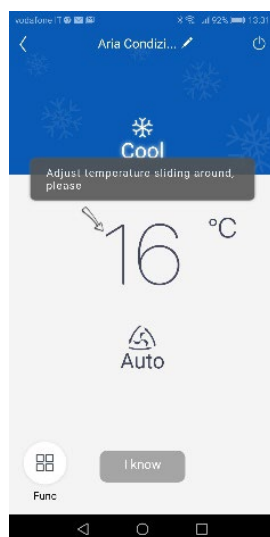 vodafone IT
92% 13:31
Aria Condizi...
Cool
Adjust temperature sliding around,
please
16 °C
Auto
I know
Func